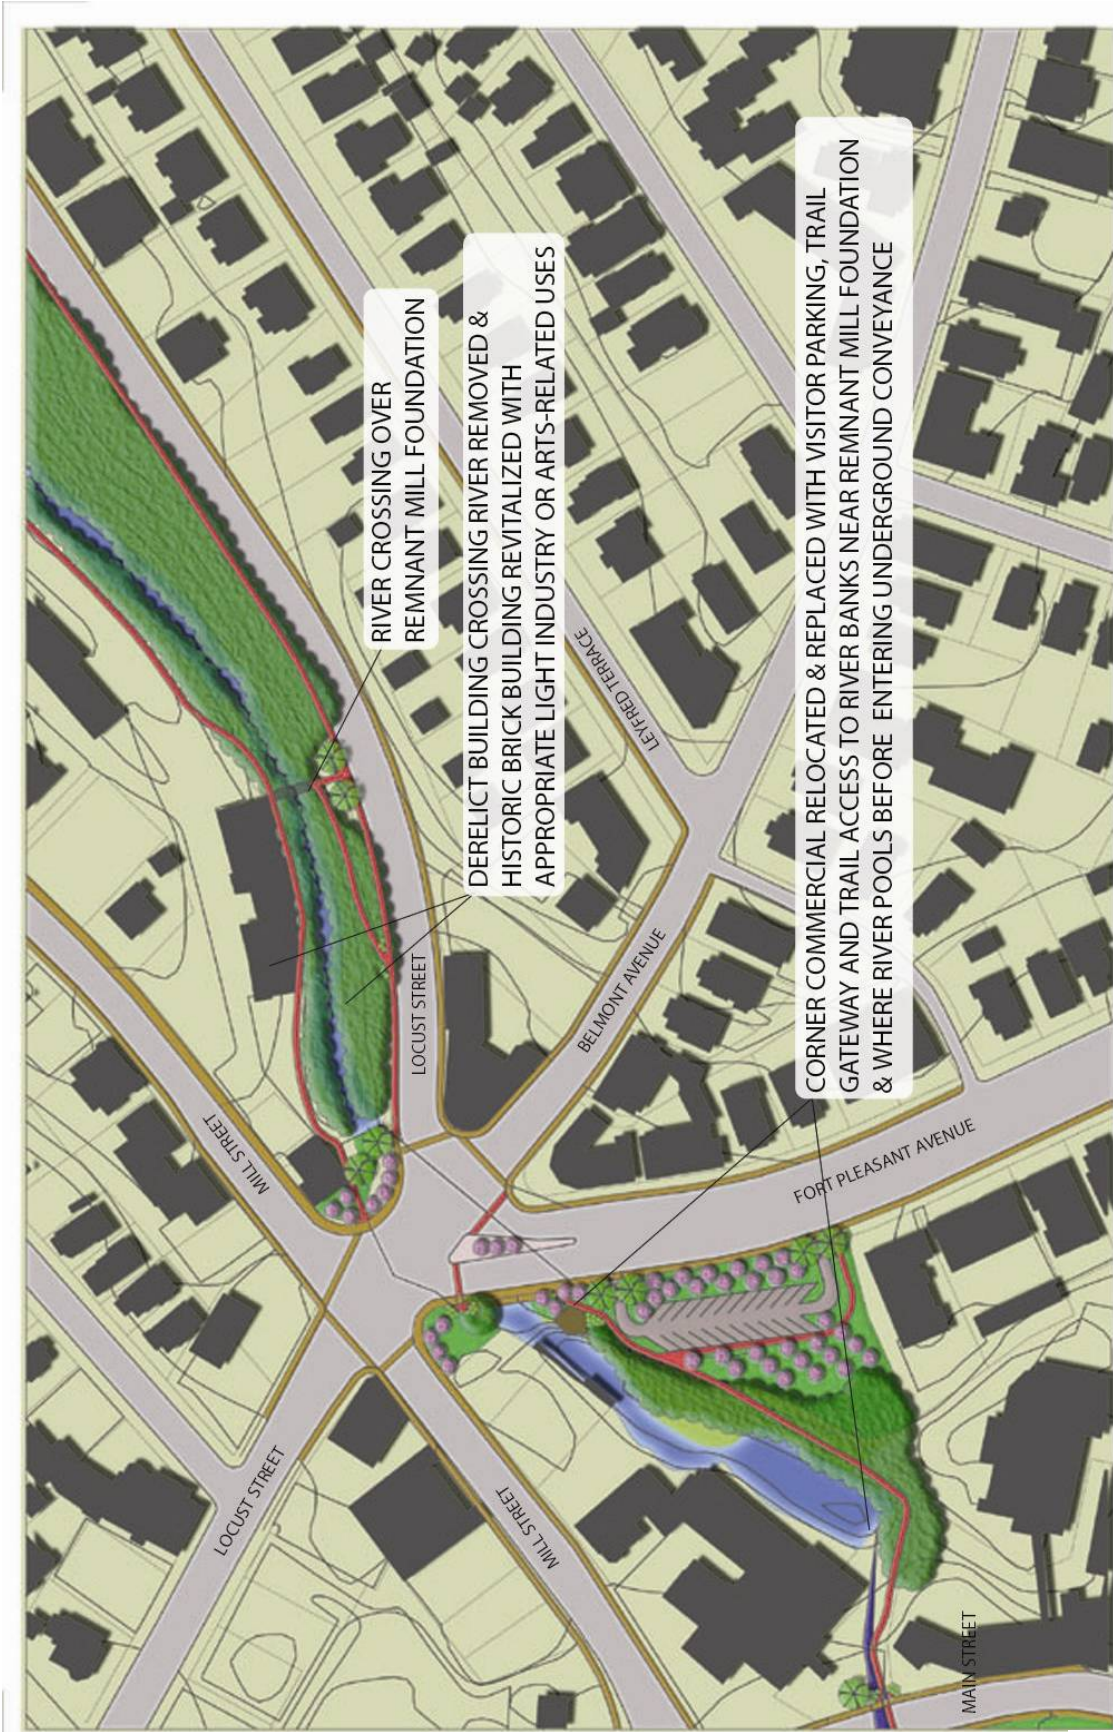 RIVER CROSSING OVER
REMNANT MILL FOUNDATION
DERELICT BUILDING CROSSING RIVER REMOVED &
HISTORIC BRICK BUILDING REVITALIZED WITH
APPROPRIATE LIGHT INDUSTRY OR ARTS-RELATED USES
CORNER COMMERCIAL RELOCATED & REPLACED WITH VISITOR PARKING, TRAIL
GATEWAY AND TRAIL ACCESS TO RIVER BANKS NEAR REMNANT MILL FOUNDATION
& WHERE RIVER POOLS BEFORE ENTERING UNDERGROUND CONVEYANCE
LOCUST STREET
MILL STREET
MILL STREET
LOCUST STREET
BELMONT AVENUE
LEYFRED TERRACE
FORT PLEASANT AVENUE
MAIN STREET